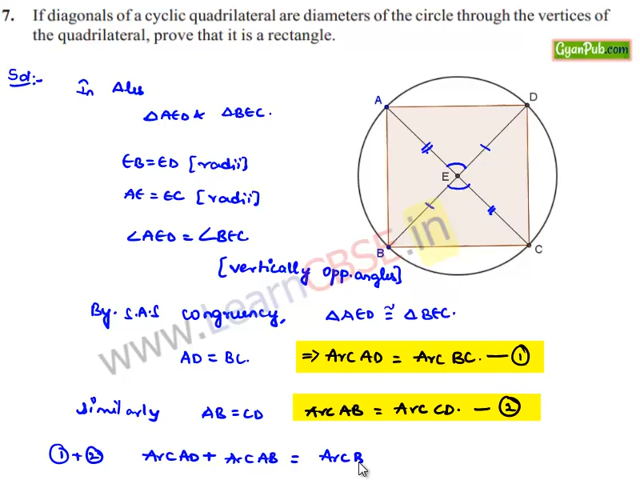 7. If diagonals of a cyclic quadrilateral are diameters of the circle through the vertices of
the quadrilateral, prove that it is a rectangle.
GyanPub.com
Sol:-
In Δles
ΔAED & ΔBEC.
EB = ED [radii]
AE = EC [radii]
∠AED = ∠BEC
[vertically opp. angles]
By S.A.S congruency, ΔAED ≅ ΔBEC.
AD = BC. ⇒ Arc AD = Arc BC. — ①
Similarly AB = CD Arc AB = Arc CD. — ②
① + ② Arc AD + Arc AB = Arc B
A
D
E
B
C
www.LearnCBSE.in